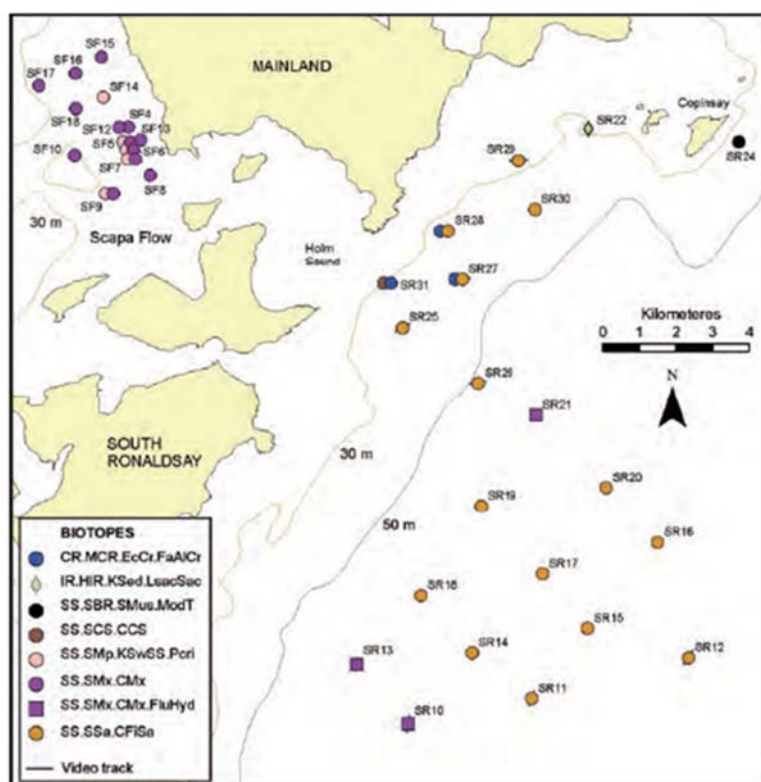 SF15
MAINLAND
SF16
SF17
SF14
Copinsay
SR22
SF4
SF12
SF13
SF18
SF5
SR24
SF10
SF6
SR29
SF7
SF8
SR30
SF9
SR28
30 m
Scapa Flow
Holm
Sound
SR27
SR31
Kilometeres
SR25
0 1 2 3 4
N
SR26
SR21
SOUTH
RONALDSAY
30 m
SR20
SR19
50 m
SR16
BIOTOPES
SR17
CR.MCR.EcCr.FaAlCr
SR18
IR.HIR.KSed.LsacSac
SR15
SS.SBR.SMus.ModT
SS.SCS.CCS
SR14
SR12
SS.SMp.KSwSS.Pcri
SR13
SS.SMx.CMx
SR11
SS.SMx.CMx.FluHyd
SR10
SS.SSa.CFiSa
Video track